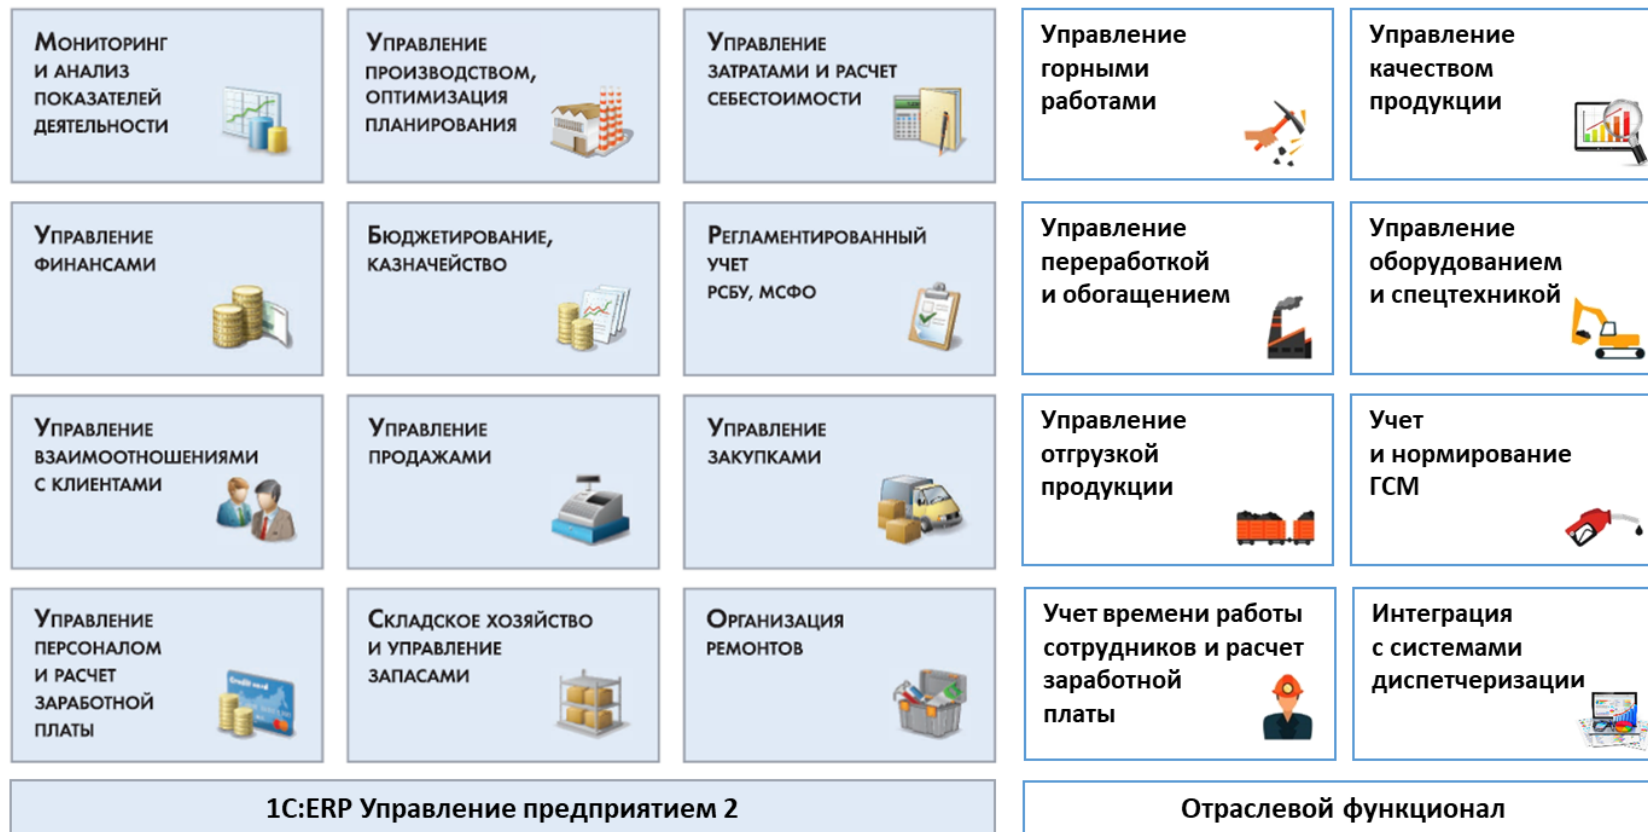 Мониторинг
и анализ
показателей
деятельности
Управление
производством,
оптимизация
планирования
Управление
затратами и расчет
себестоимости
Управление
горными
работами
Управление
качеством
продукции
Управление
финансами
Бюджетирование,
казначейство
Регламентированный
учет
РСБУ, МСФО
Управление
переработкой
и обогащением
Управление
оборудованием
и спецтехникой
Управление
взаимоотношениями
с клиентами
Управление
продажами
Управление
закупками
Управление
отгрузкой
продукции
Учет
и нормирование
ГСМ
Управление
персоналом
и расчет
заработной
платы
Credit card
Складское хозяйство
и управление
запасами
Организация
ремонтов
Учет времени работы
сотрудников и расчет
заработной
платы
Интеграция
с системами
диспетчеризации
1С:ERP Управление предприятием 2
Отраслевой функционал